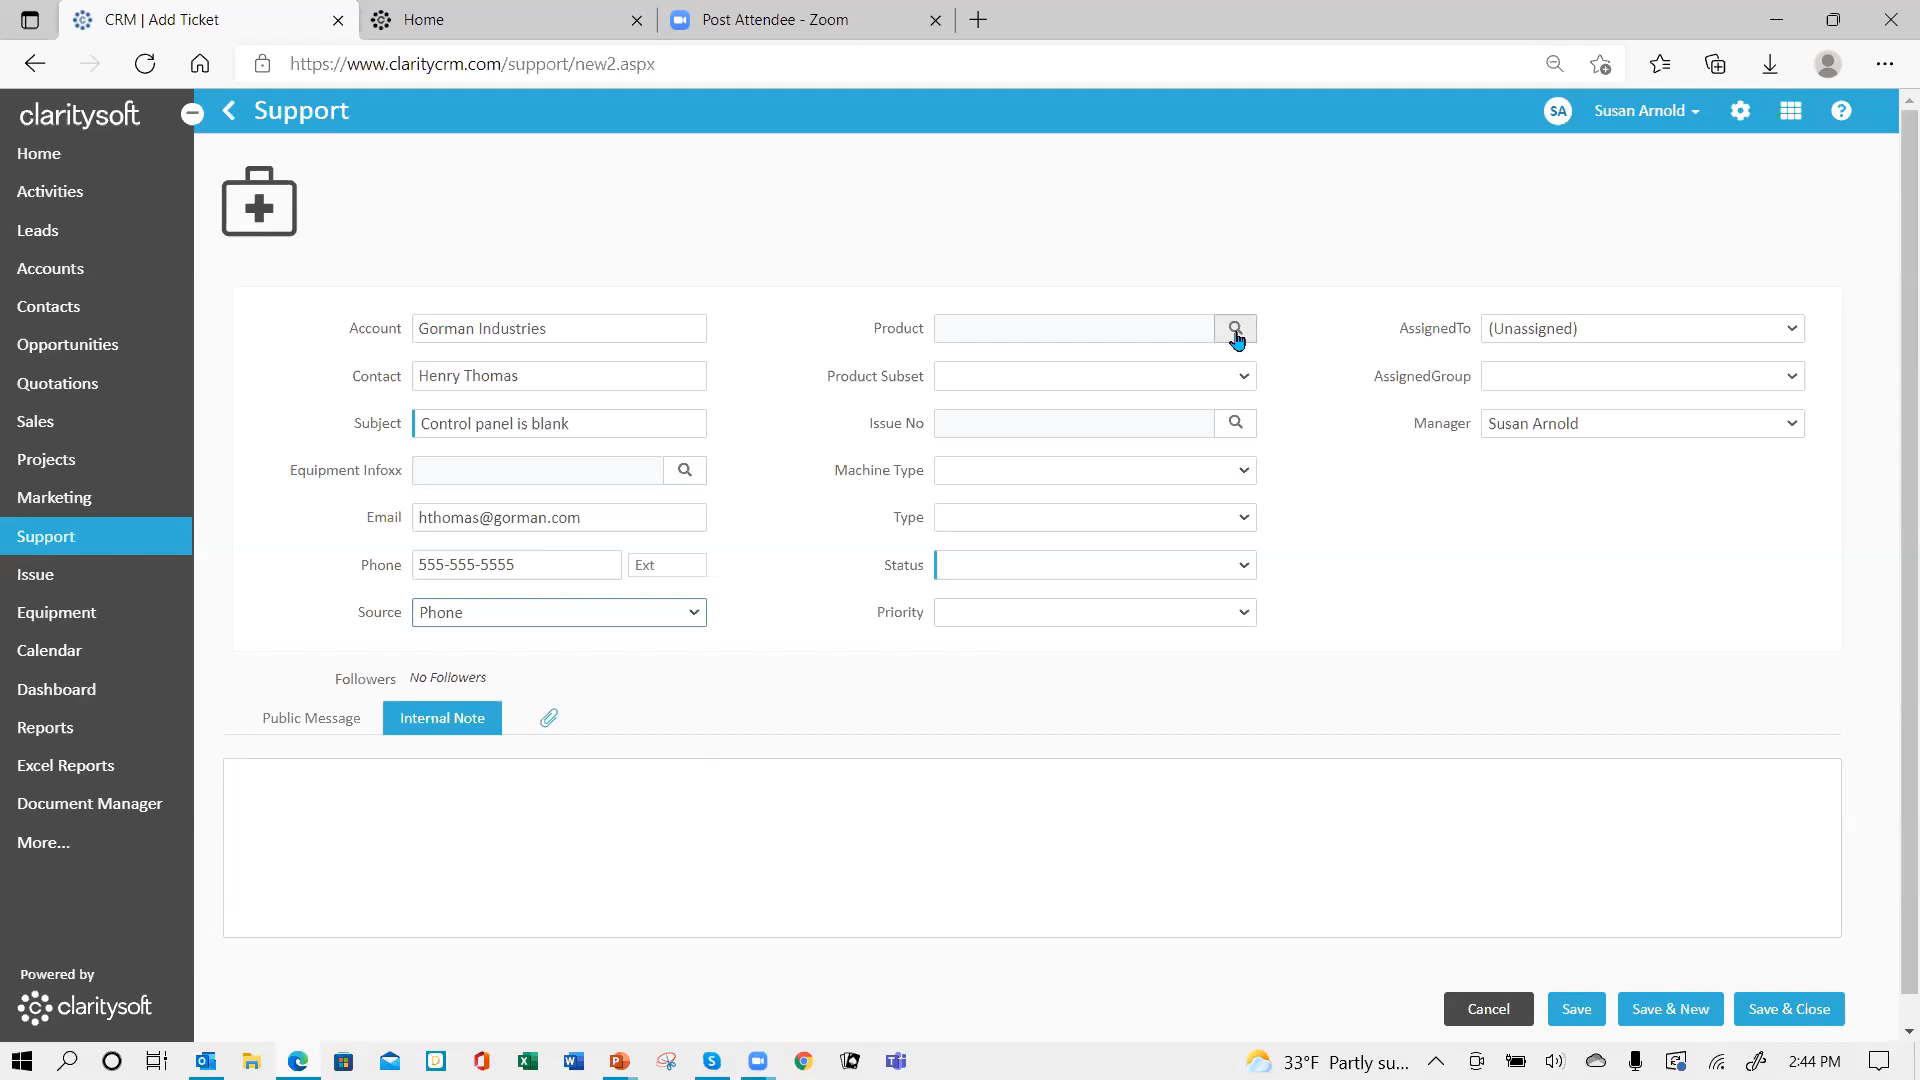 CRM | Add Ticket
Home
Post Attendee - Zoom
https://www.claritycrm.com/support/new2.aspx
claritysoft
Support
SA
Susan Arnold
?
Home
Activities
Leads
Accounts
Contacts
Opportunities
Quotations
Sales
Projects
Marketing
Support
Issue
Equipment
Calendar
Dashboard
Reports
Excel Reports
Document Manager
More...
Powered by
claritysoft
Account Gorman Industries
Contact Henry Thomas
Subject Control panel is blank
Equipment Infoxx
Email hthomas@gorman.com
Phone 555-555-5555 Ext
Source Phone
Product
Product Subset
Issue No
Machine Type
Type
Status
Priority
AssignedTo (Unassigned)
AssignedGroup
Manager Susan Arnold
Followers No Followers
Public Message
Internal Note
Cancel
Save
Save & New
Save & Close
33°F Partly su...
2:44 PM